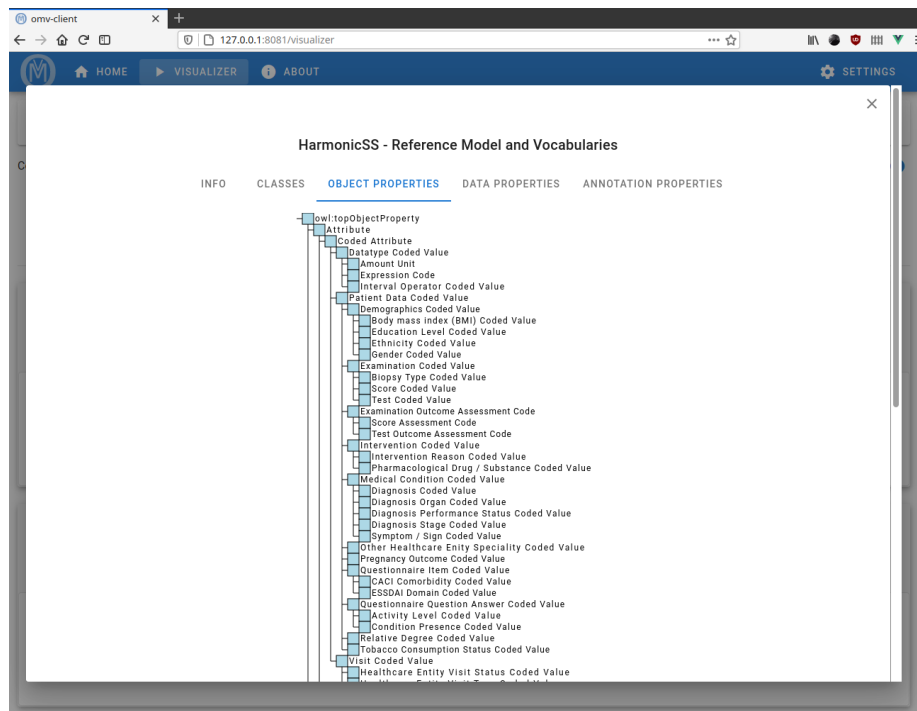 omv-client
127.0.0.1:8081/visualizer
HOME
VISUALIZER
ABOUT
SETTINGS
HarmonicSS - Reference Model and Vocabularies
INFO CLASSES OBJECT PROPERTIES DATA PROPERTIES ANNOTATION PROPERTIES
owl:topObjectProperty
Attribute
Coded Attribute
Datatype Coded Value
Amount Unit
Expression Code
Interval Operator Coded Value
Patient Data Coded Value
Demographics Coded Value
Body mass index (BMI) Coded Value
Education Level Coded Value
Ethnicity Coded Value
Gender Coded Value
Examination Coded Value
Biopsy Type Coded Value
Score Coded Value
Test Coded Value
Examination Outcome Assessment Code
Score Assessment Code
Test Outcome Assessment Code
Intervention Coded Value
Intervention Reason Coded Value
Pharmacological Drug / Substance Coded Value
Medical Condition Coded Value
Diagnosis Coded Value
Diagnosis Organ Coded Value
Diagnosis Performance Status Coded Value
Diagnosis Stage Coded Value
Symptom / Sign Coded Value
Other Healthcare Enity Speciality Coded Value
Pregnancy Outcome Coded Value
Questionnaire Item Coded Value
CACI Comorbidity Coded Value
ESSDAI Domain Coded Value
Questionnaire Question Answer Coded Value
Activity Level Coded Value
Condition Presence Coded Value
Relative Degree Coded Value
Tobacco Consumption Status Coded Value
Visit Coded Value
Healthcare Entity Visit Status Coded Value